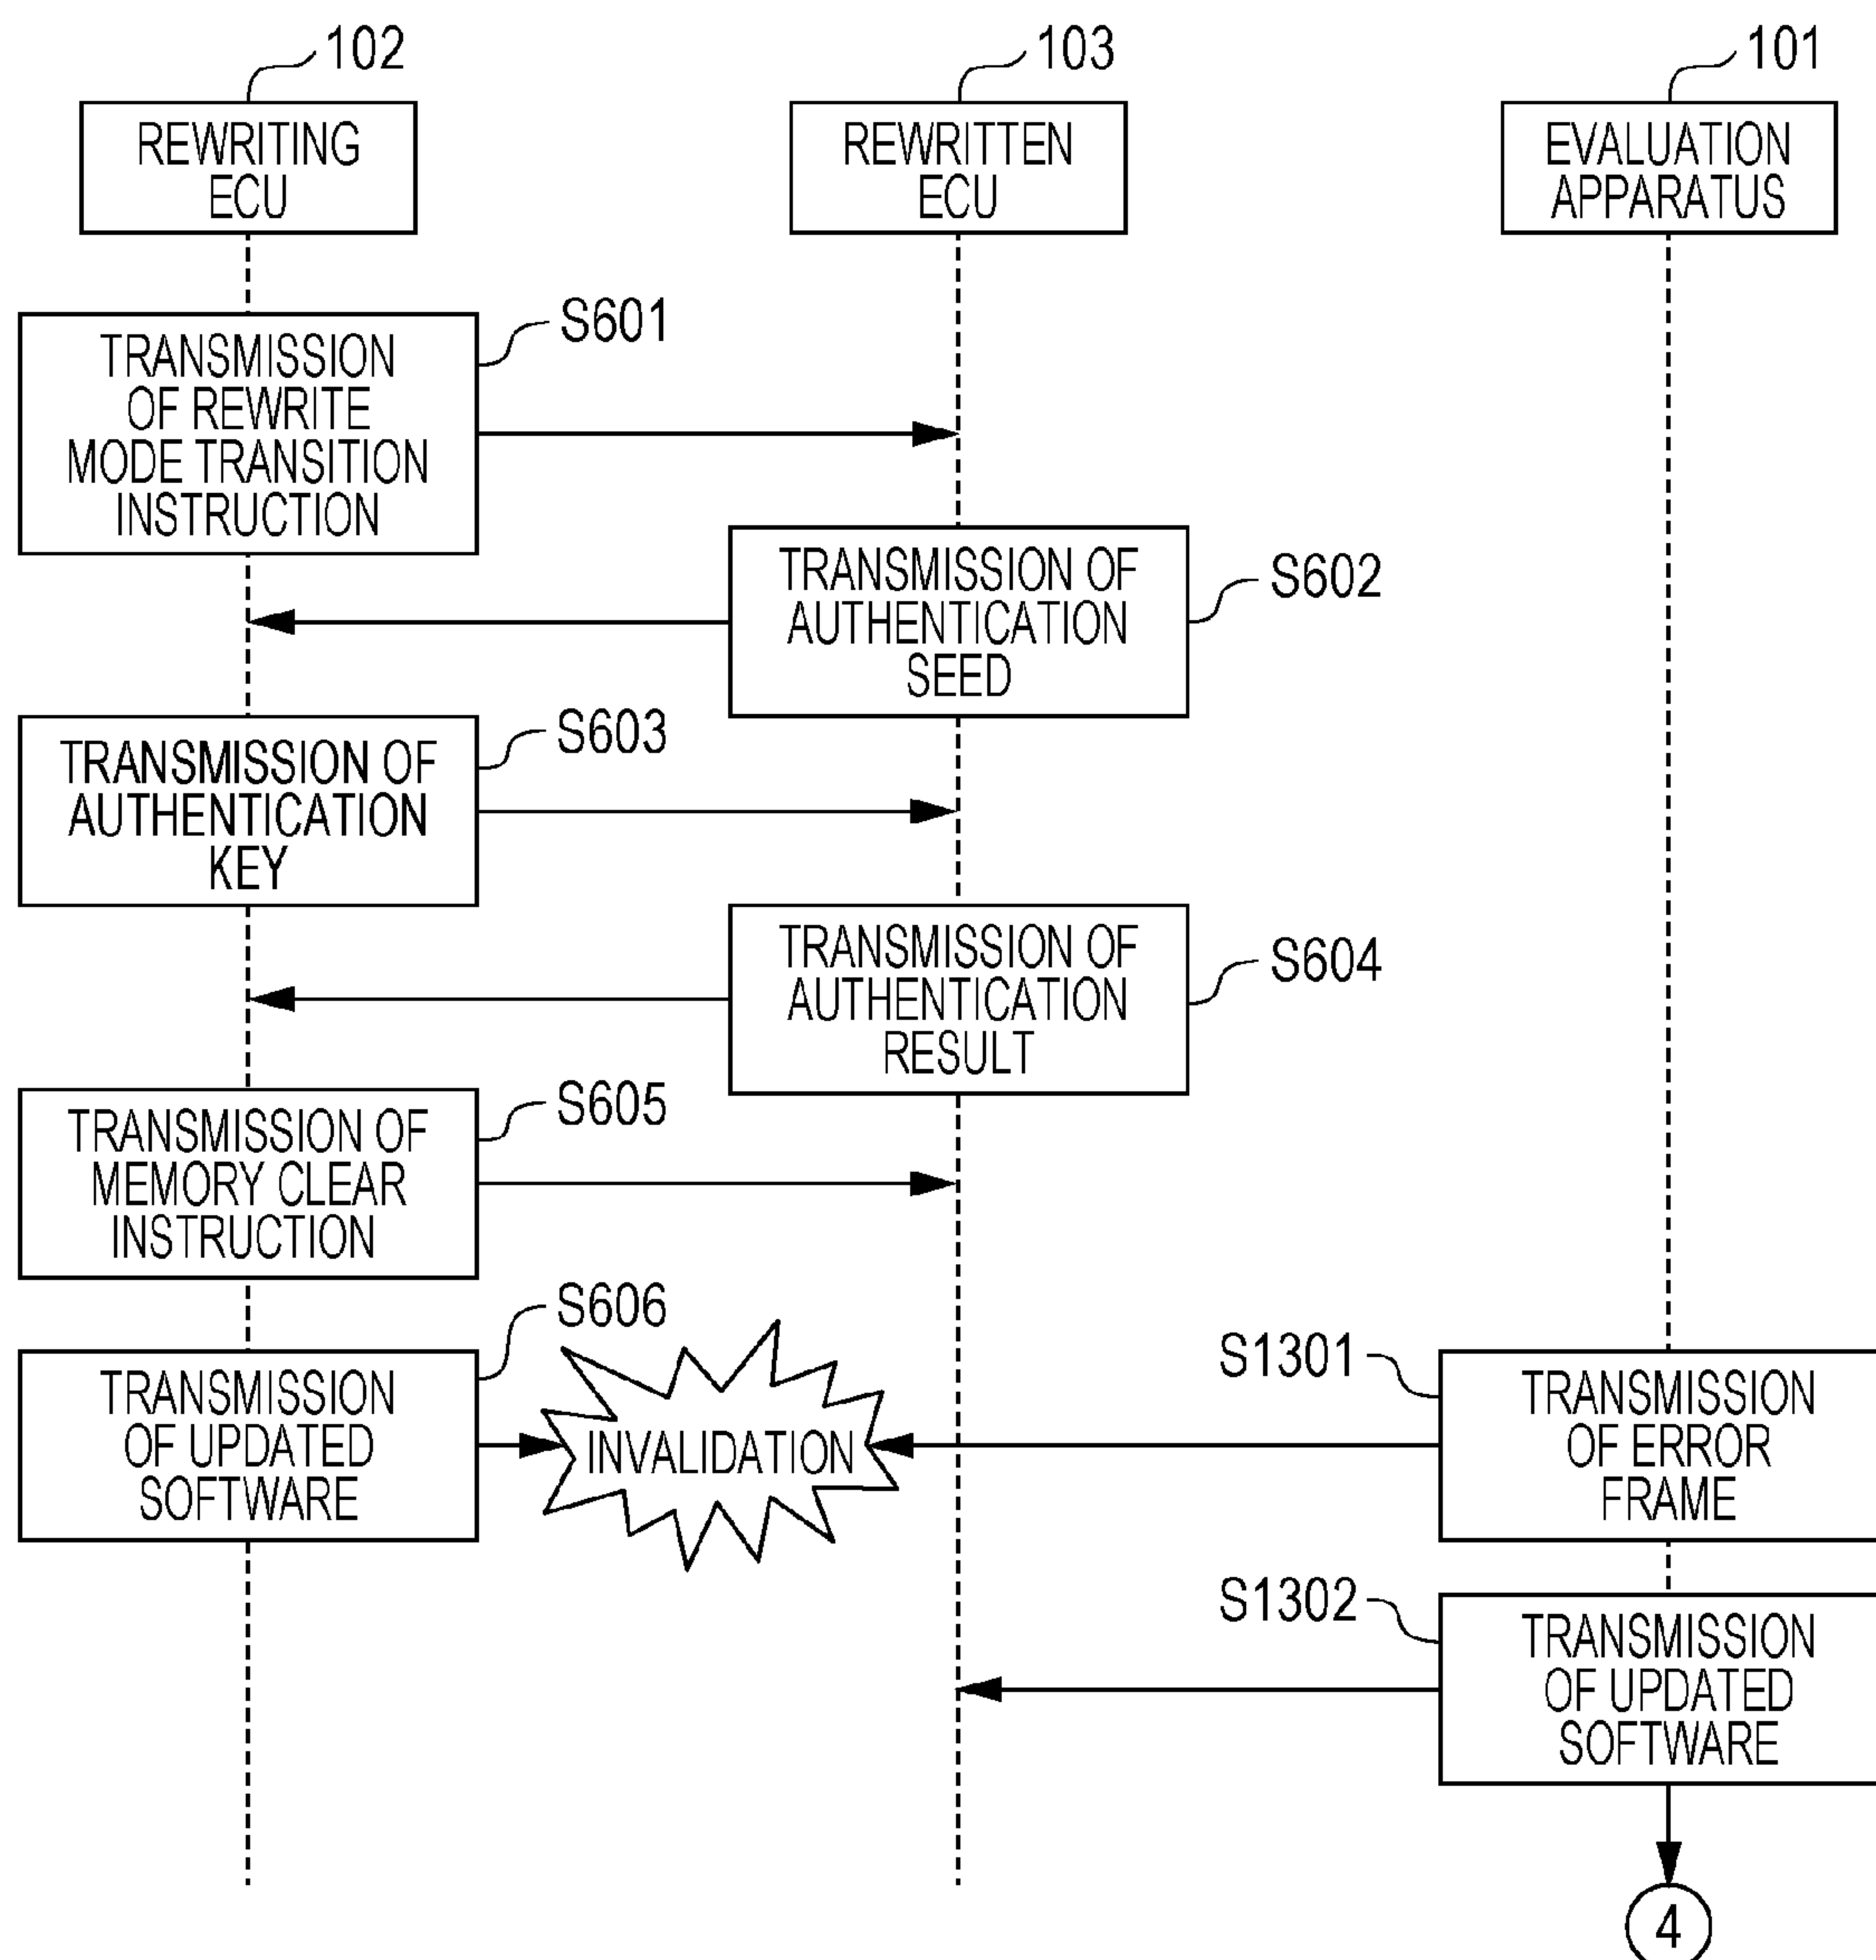 102
103
101
REWRITING
ECU
REWRITTEN
ECU
EVALUATION
APPARATUS
S601
TRANSMISSION
OF REWRITE
MODE TRANSITION
INSTRUCTION
S602
TRANSMISSION OF
AUTHENTICATION
SEED
S603
TRANSMISSION OF
AUTHENTICATION
KEY
S604
TRANSMISSION OF
AUTHENTICATION
RESULT
S605
TRANSMISSION OF
MEMORY CLEAR
INSTRUCTION
S606
TRANSMISSION
OF UPDATED
SOFTWARE
INVALIDATION
S1301
TRANSMISSION
OF ERROR
FRAME
S1302
TRANSMISSION
OF UPDATED
SOFTWARE
4